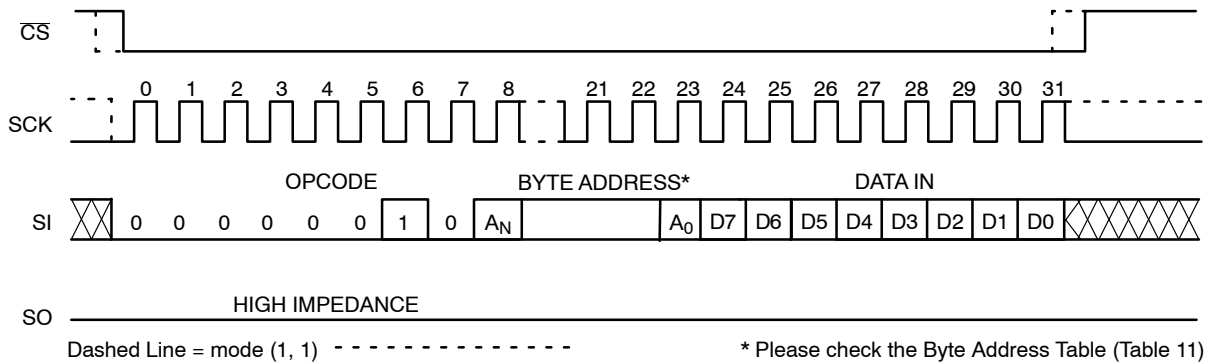 CS
0 1 2 3 4 5 6 7 8 21 22 23 24 25 26 27 28 29 30 31
SCK
OPCODE BYTE ADDRESS* DATA IN
SI 0 0 0 0 0 0 1 0 AN A0 D7 D6 D5 D4 D3 D2 D1 D0
HIGH IMPEDANCE
SO
Dashed Line = mode (1, 1) * Please check the Byte Address Table (Table 11)